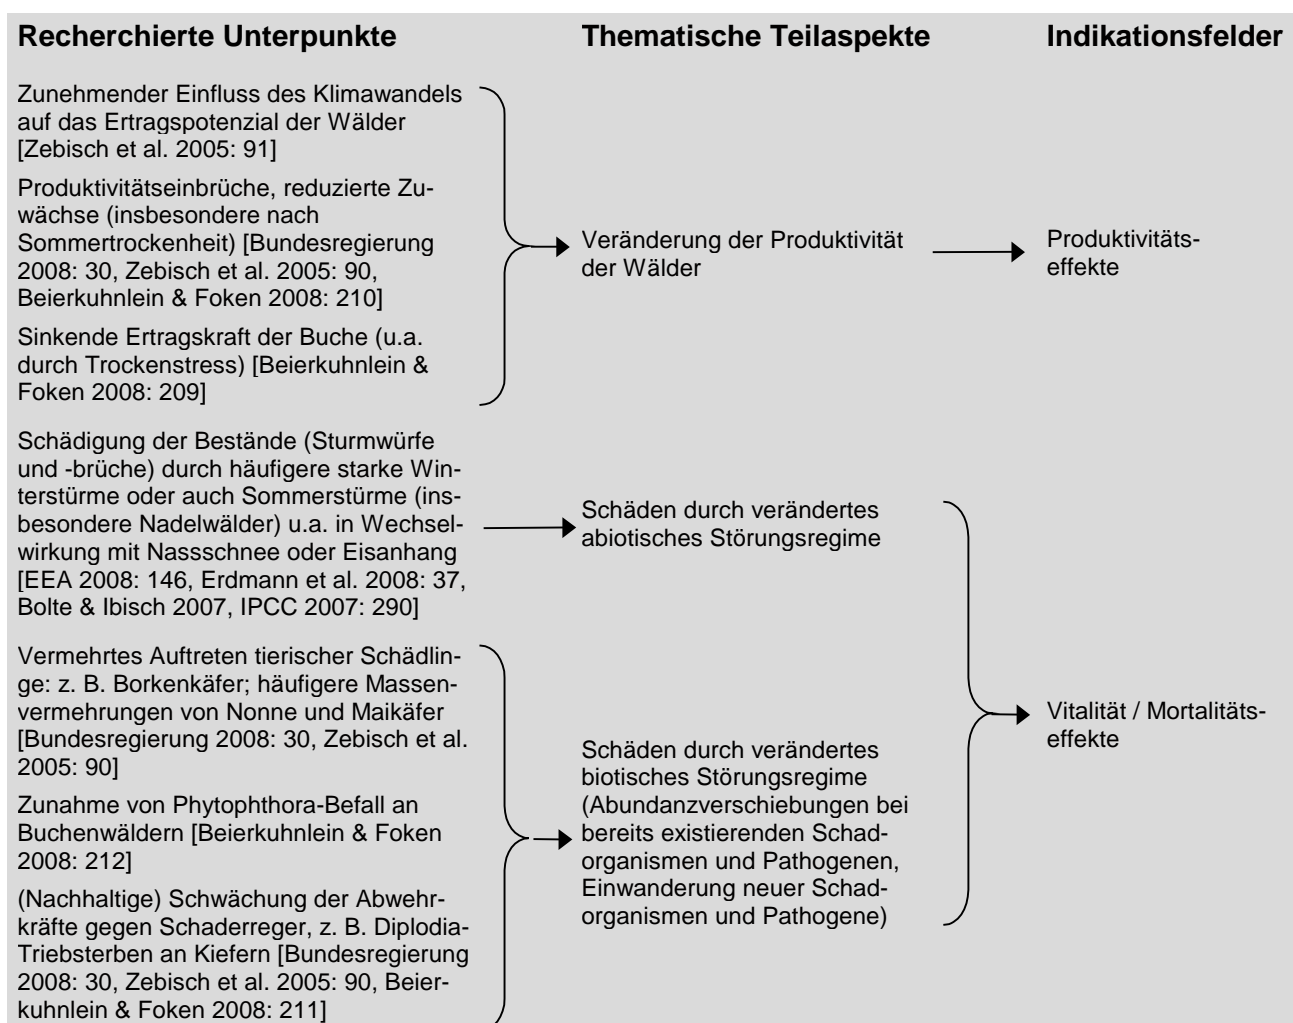 Recherchierte Unterpunkte
Thematische Teilaspekte
Indikationsfelder
Zunehmender Einfluss des Klimawandels
auf das Ertragspotenzial der Wälder
[Zebisch et al. 2005: 91]
Produktivitätseinbrüche, reduzierte Zu-
wächse (insbesondere nach
Sommertrockenheit) [Bundesregierung
2008: 30, Zebisch et al. 2005: 90,
Beierkuhnlein & Foken 2008: 210]
Sinkende Ertragskraft der Buche (u.a.
durch Trockenstress) [Beierkuhnlein &
Foken 2008: 209]
Veränderung der Produktivität
der Wälder
Produktivitäts-
effekte
Schädigung der Bestände (Sturmwürfe
und -brüche) durch häufigere starke Win-
terstürme oder auch Sommerstürme (ins-
besondere Nadelwälder) u.a. in Wechsel-
wirkung mit Nassschnee oder Eisanhang
[EEA 2008: 146, Erdmann et al. 2008: 37,
Bolte & Ibisch 2007, IPCC 2007: 290]
Schäden durch verändertes
abiotisches Störungsregime
Vermehrtes Auftreten tierischer Schädlin-
ge: z. B. Borkenkäfer; häufigere Massen-
vermehrungen von Nonne und Maikäfer
[Bundesregierung 2008: 30, Zebisch et al.
2005: 90]
Zunahme von Phytophthora-Befall an
Buchenwäldern [Beierkuhnlein & Foken
2008: 212]
(Nachhaltige) Schwächung der Abwehr-
kräfte gegen Schaderreger, z. B. Diplodia-
Triebsterben an Kiefern [Bundesregierung
2008: 30, Zebisch et al. 2005: 90, Beier-
kuhnlein & Foken 2008: 211]
Schäden durch verändertes
biotisches Störungsregime
(Abundanzverschiebungen bei
bereits existierenden Schad-
organismen und Pathogenen,
Einwanderung neuer Schad-
organismen und Pathogene)
Vitalität / Mortalitäts-
effekte